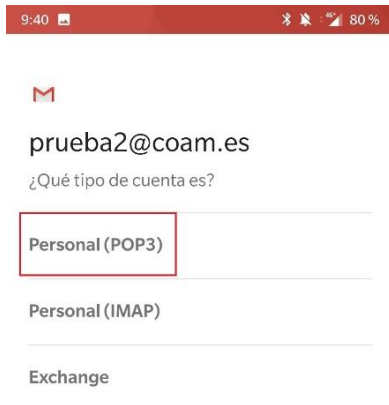 9:40
80 %
prueba2@coam.es
¿Qué tipo de cuenta es?
Personal (POP3)
Personal (IMAP)
Exchange